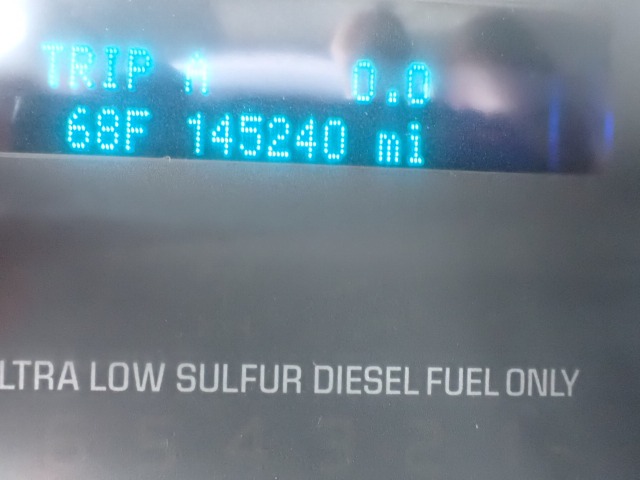 TRIP A 0.0
68F 145240 mi
LTRA LOW SULFUR DIESEL FUEL ONLY